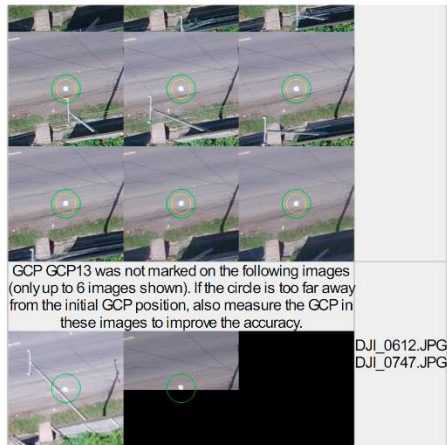 GCP GCP13 was not marked on the following images
(only up to 6 images shown). If the circle is too far away
from the initial GCP position, also measure the GCP in
these images to improve the accuracy.
DJI_0612.JPG
DJI_0747.JPG